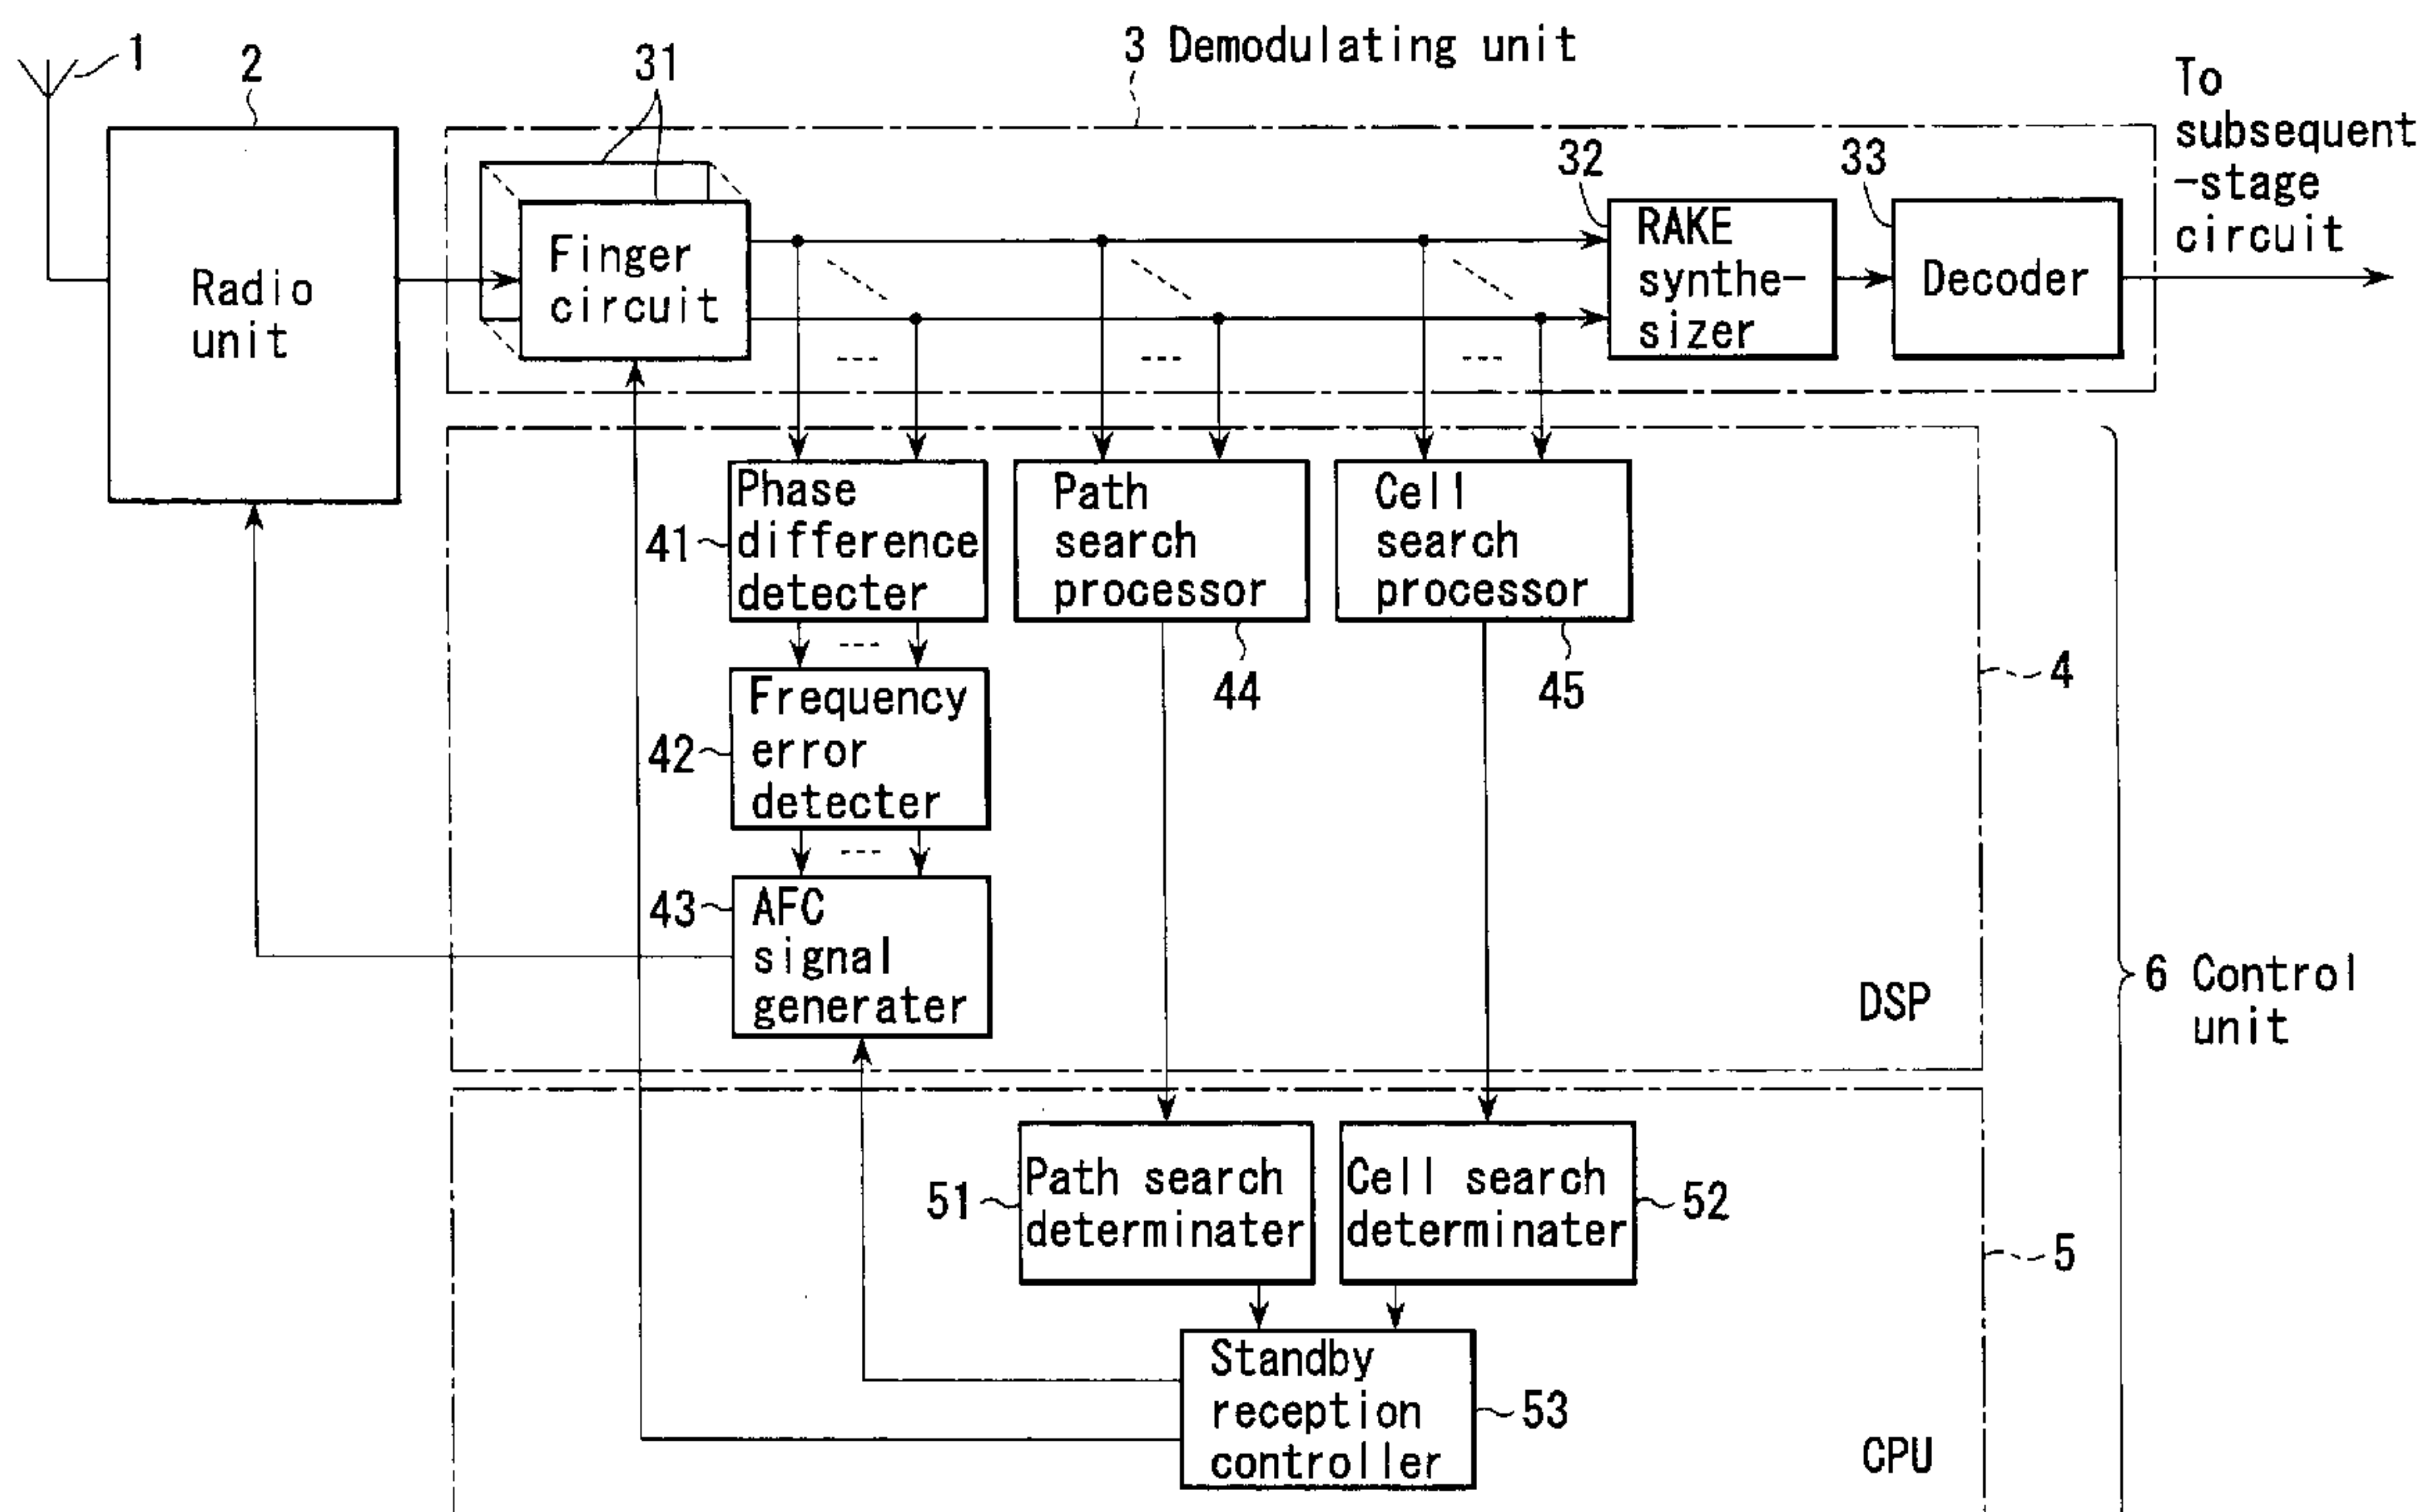 1
2
31
3 Demodulating unit
To
subsequent
-stage
circuit
32
33
Radio
unit
Finger
circuit
RAKE
synthe-
sizer
Decoder
41
Phase
difference
detecter
Path
search
processor
44
Cell
search
processor
45
4
42
Frequency
error
detecter
43
AFC
signal
generater
DSP
6 Control
unit
51
Path search
determinater
Cell search
determinater
52
5
Standby
reception
controller
53
CPU